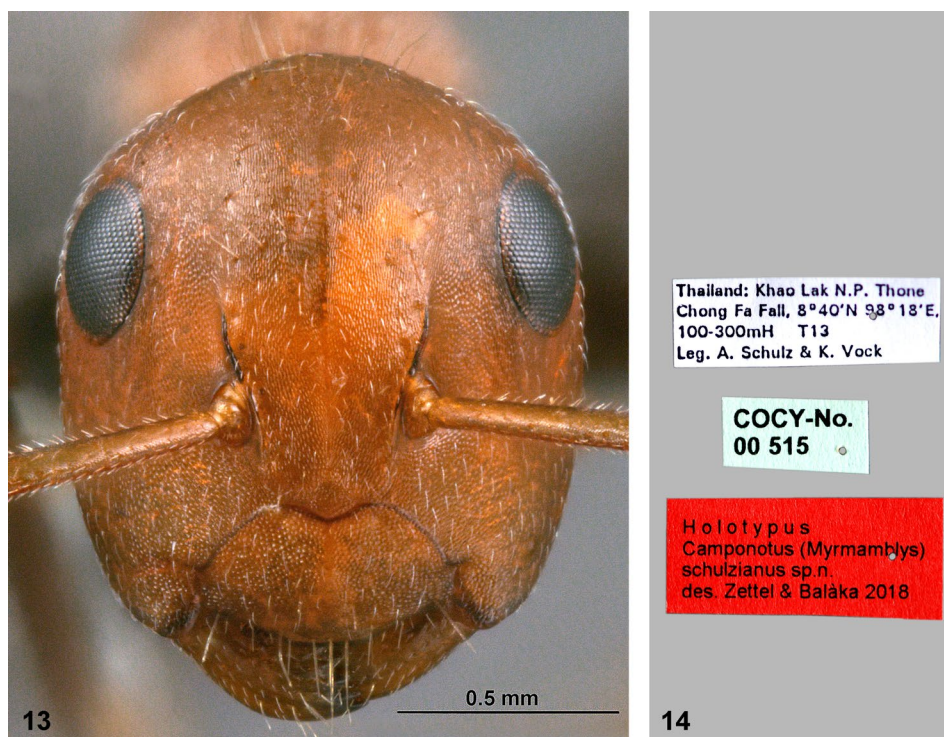 0.5 mm
13
Thailand: Khao Lak N.P. Thone
Chong Fa Fall, 8°40'N 98°18'E,
100-300mH T13
Leg. A. Schulz & K. Vock
COCY-No.
00 515
Holotypus
Camponotus (Myrmamblys)
schulzianus sp.n.
des. Zettel & Balàka 2018
14